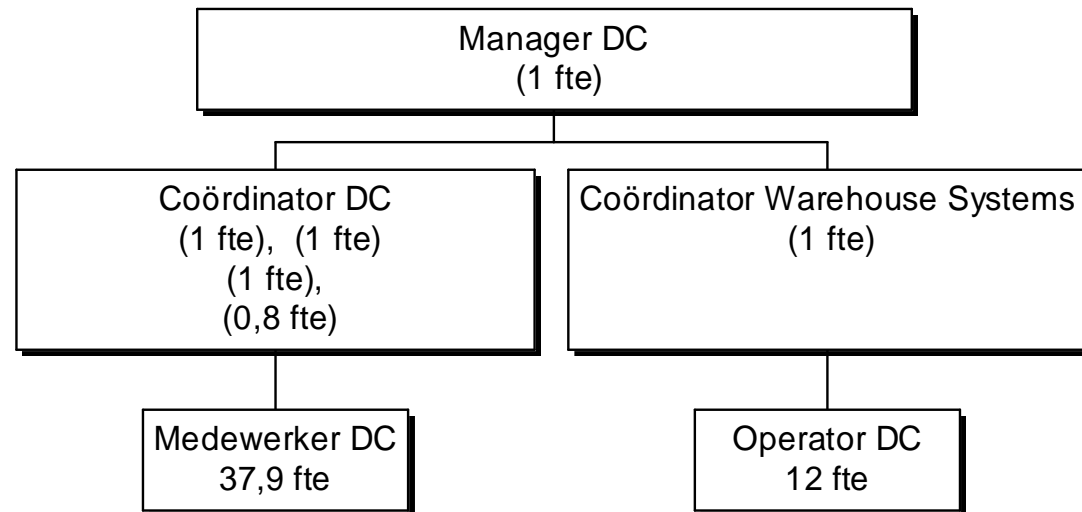 Manager DC
(1 fte)
Coördinator DC
(1 fte), (1 fte)
(1 fte),
(0,8 fte)
Coördinator Warehouse Systems
(1 fte)
Medewerker DC
37,9 fte
Operator DC
12 fte